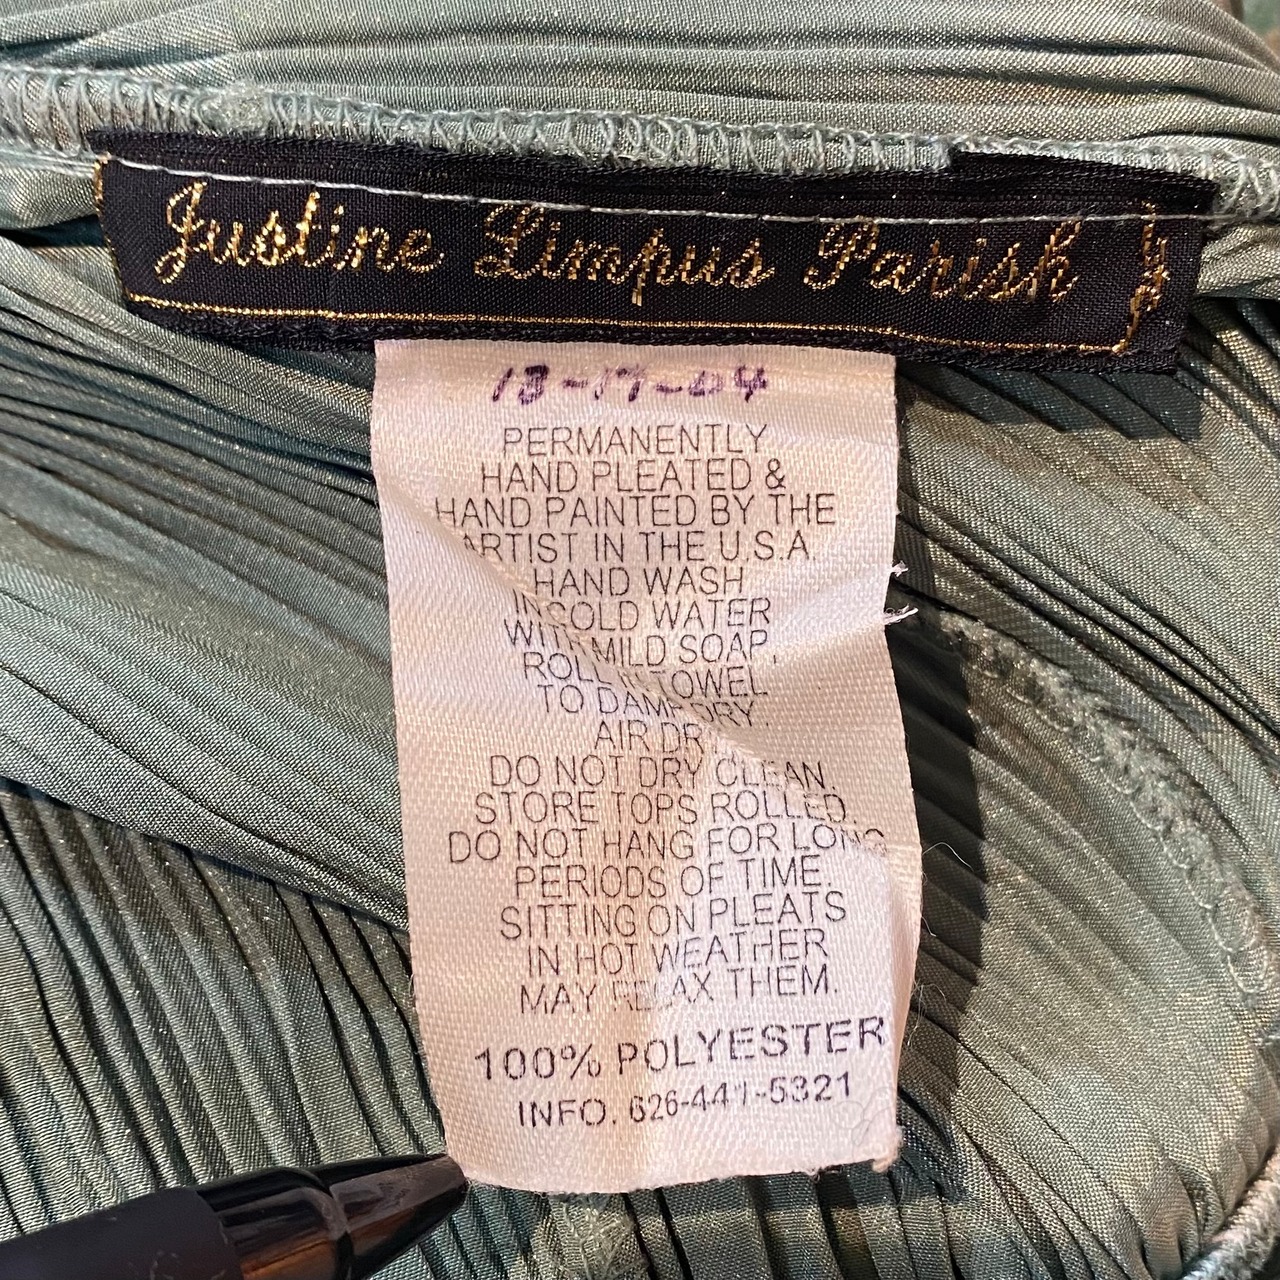 Justine Limpus Parish
PERMANENTLY
HAND PLEATED &
HAND PAINTED BY THE
ARTIST IN THE U.S.A.
HAND WASH
IN COLD WATER
WITH MILD SOAP,
ROLL TOWEL
TO DAMP DRY.
AIR DRY
DO NOT DRY CLEAN.
STORE TOPS ROLLED.
DO NOT HANG FOR LONG
PERIODS OF TIME.
SITTING ON PLEATS
IN HOT WEATHER
MAY RELAX THEM.
100% POLYESTER
INFO. 626-441-5321